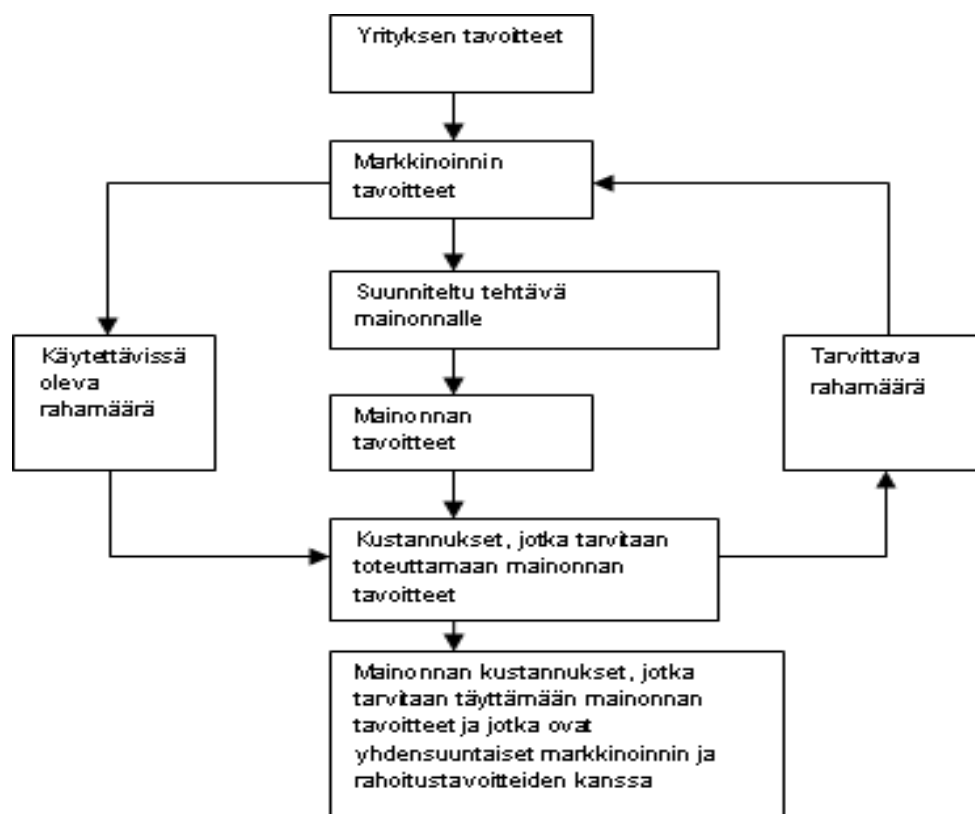 Yrityksen tavoitteet
Markkinoinnin
tavoitteet
Suunniteltu tehtävä
mainonnalle
Käytettävissä
oleva
rahamäärä
Tarvittava
rahamäärä
Mainonnan
tavoitteet
Kustannukset, jotka tarvitaan
toteuttamaan mainonnan
tavoitteet
Mainonnan kustannukset, jotka
tarvitaan täyttämään mainonnan
tavoitteet ja jotka ovat
yhdensuuntaiset markkinoinnin ja
rahoitustavoitteiden kanssa